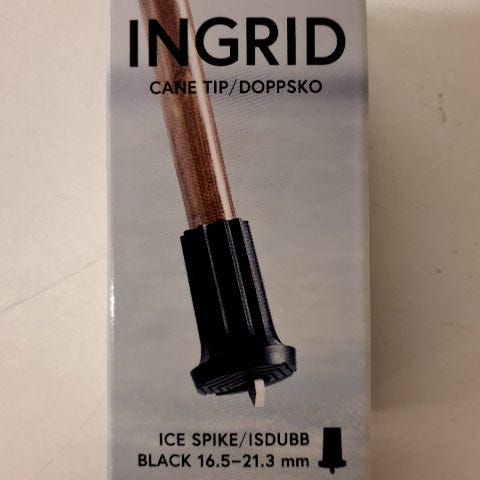 INGRID
CANE TIP/DOPPSKO
ICE SPIKE/ISDUBB
BLACK 16.5–21.3 mm